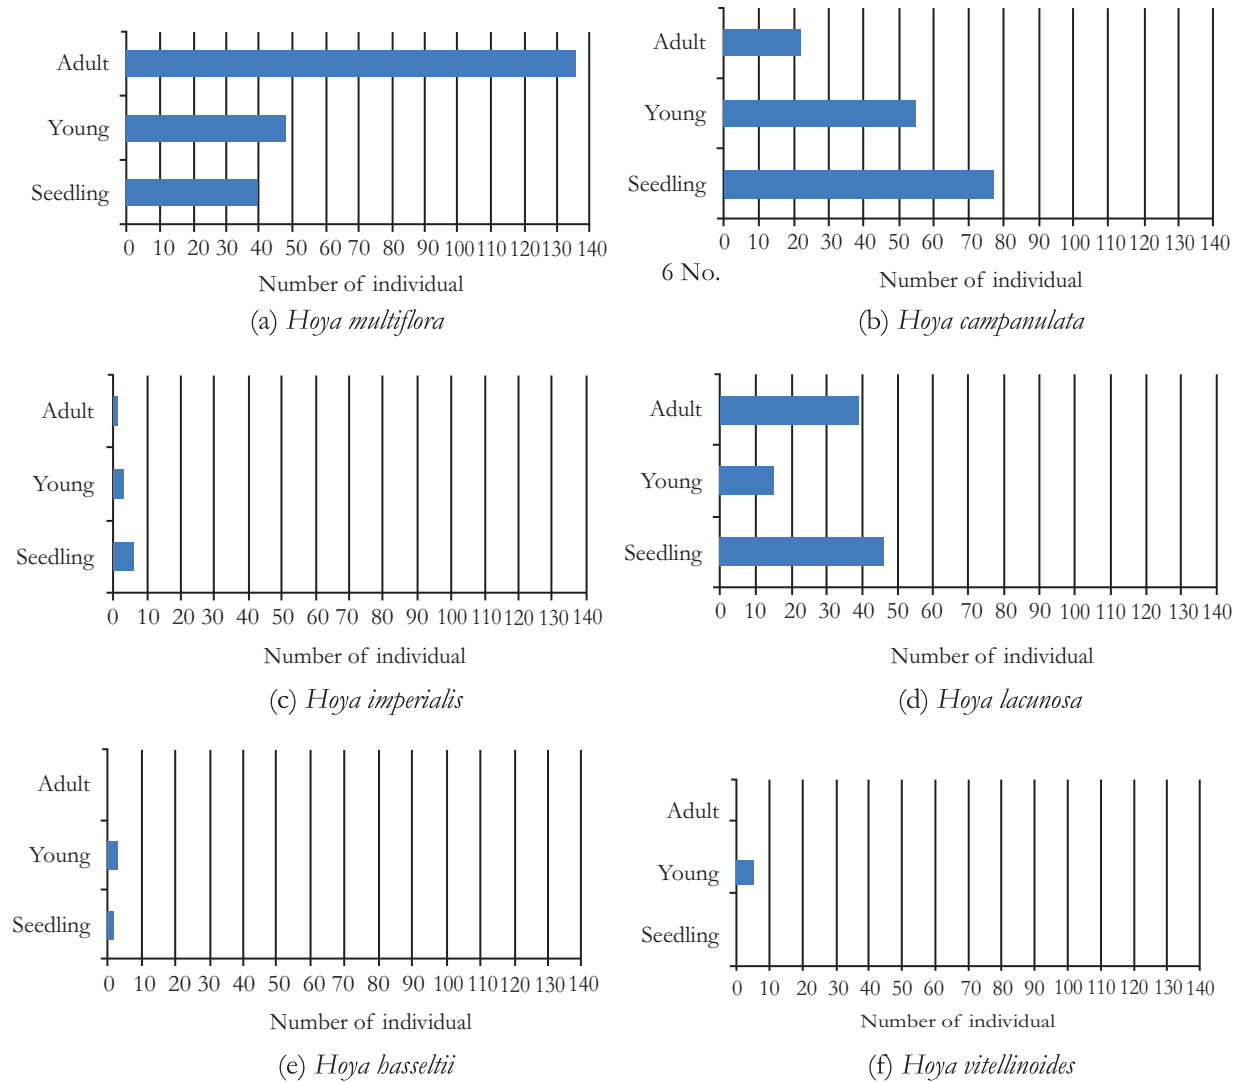 Adult
Young
Seedling
0 10 20 30 40 50 60 70 80 90 100 110 120 130 140
Number of individual
(a) Hoya multiflora
Adult
Young
Seedling
0 10 20 30 40 50 60 70 80 90 100 110 120 130 140
6 No.
Number of individual
(b) Hoya campanulata
Adult
Young
Seedling
0 10 20 30 40 50 60 70 80 90 100 110 120 130 140
Number of individual
(c) Hoya imperialis
Adult
Young
Seedling
0 10 20 30 40 50 60 70 80 90 100 110 120 130 140
Number of individual
(d) Hoya lacunosa
Adult
Young
Seedling
0 10 20 30 40 50 60 70 80 90 100 110 120 130 140
Number of individual
(e) Hoya hasseltii
Adult
Young
Seedling
0 10 20 30 40 50 60 70 80 90 100 110 120 130 140
Number of individual
(f) Hoya vitellinoides